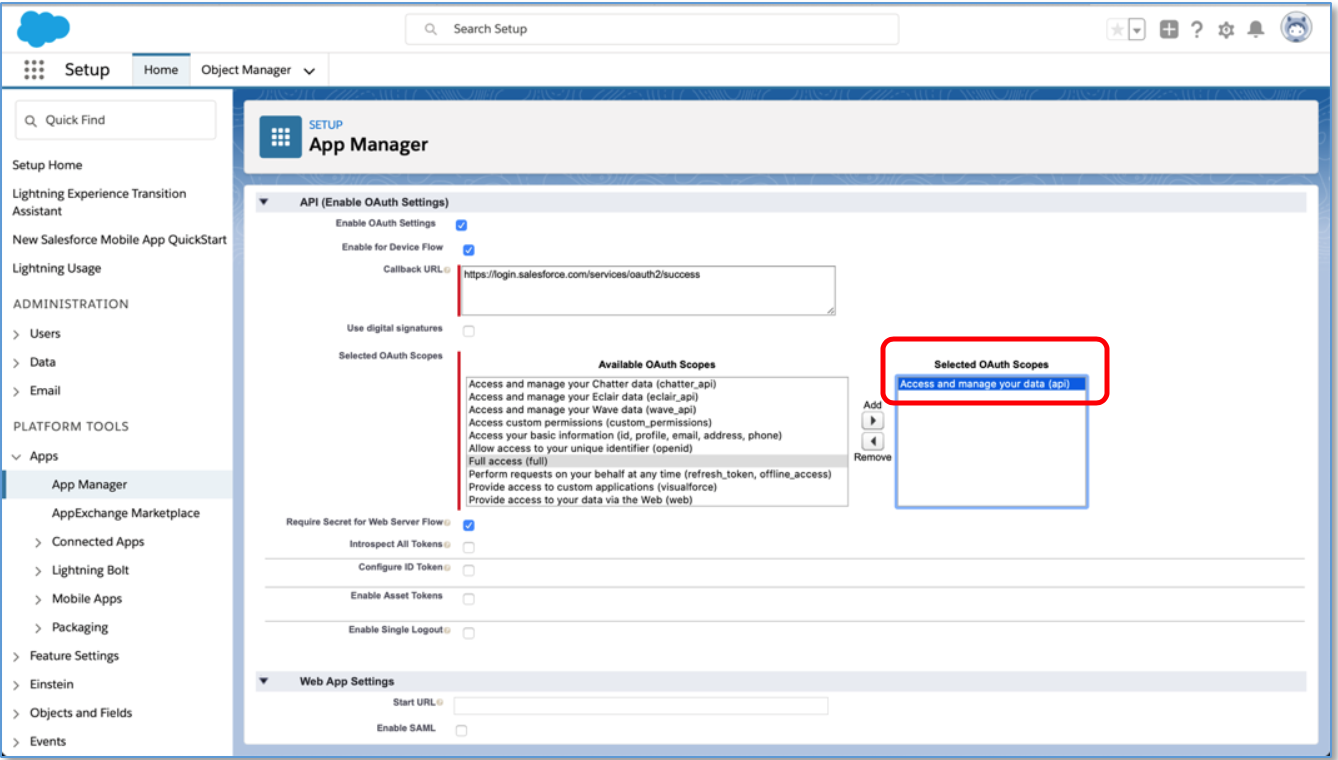 Search Setup
Setup
Home
Object Manager
Quick Find
Setup Home
Lightning Experience Transition
Assistant
New Salesforce Mobile App QuickStart
Lightning Usage
ADMINISTRATION
Users
Data
Email
PLATFORM TOOLS
Apps
App Manager
AppExchange Marketplace
Connected Apps
Lightning Bolt
Mobile Apps
Packaging
Feature Settings
Einstein
Objects and Fields
Events
SETUP
App Manager
API (Enable OAuth Settings)
Enable OAuth Settings
Enable for Device Flow
Callback URL
https://login.salesforce.com/services/oauth2/success
Use digital signatures
Selected OAuth Scopes
Available OAuth Scopes
Access and manage your Chatter data (chatter_api)
Access and manage your Eclair data (eclair_api)
Access and manage your Wave data (wave_api)
Access custom permissions (custom_permissions)
Access your basic information (id, profile, email, address, phone)
Allow access to your unique identifier (openid)
Full access (full)
Perform requests on your behalf at any time (refresh_token, offline_access)
Provide access to custom applications (visualforce)
Provide access to your data via the Web (web)
Add
Remove
Selected OAuth Scopes
Access and manage your data (api)
Require Secret for Web Server Flow
Introspect All Tokens
Configure ID Token
Enable Asset Tokens
Enable Single Logout
Web App Settings
Start URL
Enable SAML